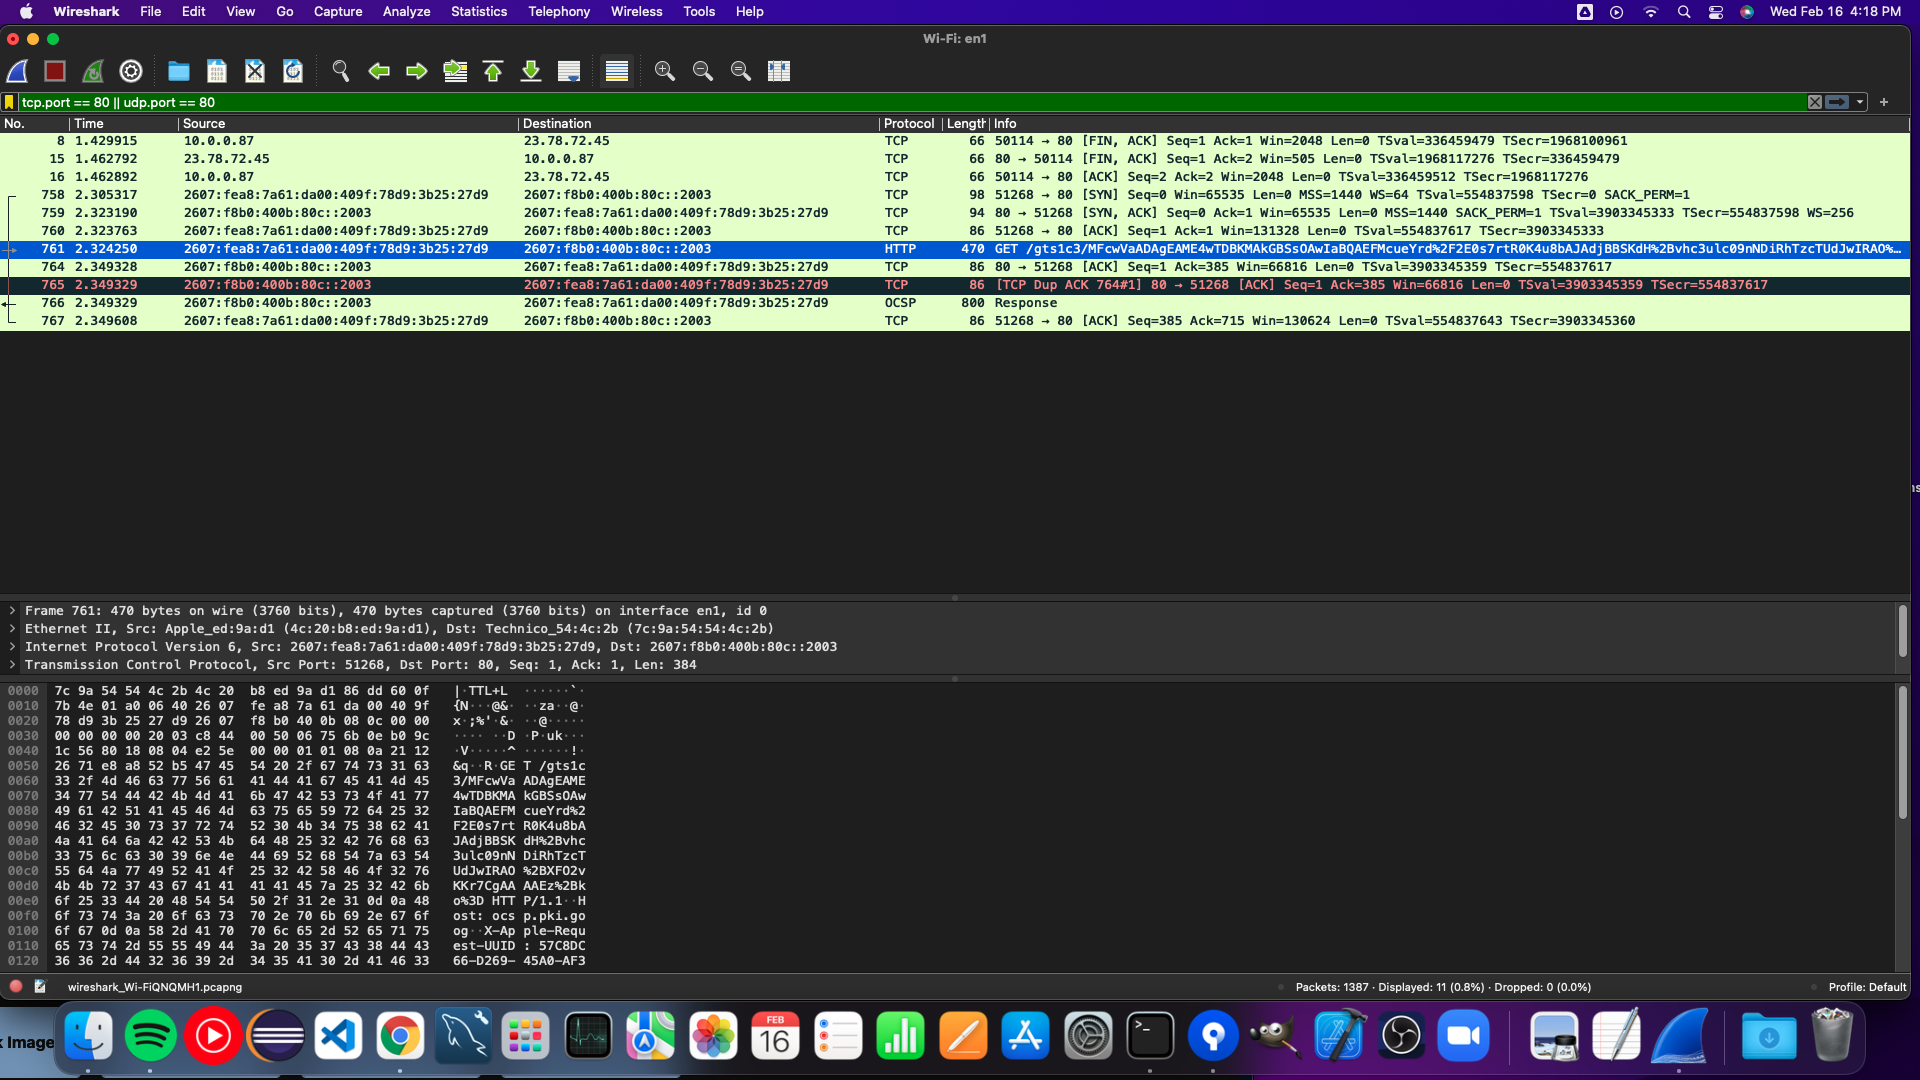 Wireshark File Edit View Go Capture Analyze Statistics Telephony Wireless Tools Help Wed Feb 16 4:18 PM
Wi-Fi: en1
tcp.port == 80 || udp.port == 80
No. Time Source Destination Protocol Length Info
8 1.429915 10.0.0.87 23.78.72.45 TCP 66 50114 → 80 [FIN, ACK] Seq=1 Ack=1 Win=2048 Len=0 TSval=336459479 TSecr=1968100961
15 1.462792 23.78.72.45 10.0.0.87 TCP 66 80 → 50114 [FIN, ACK] Seq=1 Ack=2 Win=505 Len=0 TSval=1968117276 TSecr=336459479
16 1.462892 10.0.0.87 23.78.72.45 TCP 66 50114 → 80 [ACK] Seq=2 Ack=2 Win=2048 Len=0 TSval=336459512 TSecr=1968117276
758 2.305317 2607:fea8:7a61:da00:409f:78d9:3b25:27d9 2607:f8b0:400b:80c::2003 TCP 98 51268 → 80 [SYN] Seq=0 Win=65535 Len=0 MSS=1440 WS=64 TSval=554837598 TSecr=0 SACK_PERM=1
759 2.323190 2607:f8b0:400b:80c::2003 2607:fea8:7a61:da00:409f:78d9:3b25:27d9 TCP 94 80 → 51268 [SYN, ACK] Seq=0 Ack=1 Win=65535 Len=0 MSS=1440 SACK_PERM=1 TSval=3903345333 TSecr=554837598 WS=256
760 2.323763 2607:fea8:7a61:da00:409f:78d9:3b25:27d9 2607:f8b0:400b:80c::2003 TCP 86 51268 → 80 [ACK] Seq=1 Ack=1 Win=131328 Len=0 TSval=554837617 TSecr=3903345333
761 2.324250 2607:fea8:7a61:da00:409f:78d9:3b25:27d9 2607:f8b0:400b:80c::2003 HTTP 470 GET /gts1c3/MFcwVaADAgEAME4wTDBKMAkGBSsOAwIaBQAEFMcueYrd%2F2E0s7rtR0K4u8bAJAdjBBSKdH%2Bvhc3ulc09nNDiRhTzcTUdJwIRAO%…
764 2.349328 2607:f8b0:400b:80c::2003 2607:fea8:7a61:da00:409f:78d9:3b25:27d9 TCP 86 80 → 51268 [ACK] Seq=1 Ack=385 Win=66816 Len=0 TSval=3903345359 TSecr=554837617
765 2.349329 2607:f8b0:400b:80c::2003 2607:fea8:7a61:da00:409f:78d9:3b25:27d9 TCP 86 [TCP Dup ACK 764#1] 80 → 51268 [ACK] Seq=1 Ack=385 Win=66816 Len=0 TSval=3903345359 TSecr=554837617
766 2.349329 2607:f8b0:400b:80c::2003 2607:fea8:7a61:da00:409f:78d9:3b25:27d9 OCSP 800 Response
767 2.349608 2607:fea8:7a61:da00:409f:78d9:3b25:27d9 2607:f8b0:400b:80c::2003 TCP 86 51268 → 80 [ACK] Seq=385 Ack=715 Win=130624 Len=0 TSval=554837643 TSecr=3903345360
Frame 761: 470 bytes on wire (3760 bits), 470 bytes captured (3760 bits) on interface en1, id 0
Ethernet II, Src: Apple_ed:9a:d1 (4c:20:b8:ed:9a:d1), Dst: Technico_54:4c:2b (7c:9a:54:54:4c:2b)
Internet Protocol Version 6, Src: 2607:fea8:7a61:da00:409f:78d9:3b25:27d9, Dst: 2607:f8b0:400b:80c::2003
Transmission Control Protocol, Src Port: 51268, Dst Port: 80, Seq: 1, Ack: 1, Len: 384
0000 7c 9a 54 54 4c 2b 4c 20 b8 ed 9a d1 86 dd 60 0f |·TTL+L ······`·
0010 7b 4e 01 a0 06 40 26 07 fe a8 7a 61 da 00 40 9f {N···@&· ··za··@·
0020 78 d9 3b 25 27 d9 26 07 f8 b0 40 0b 08 0c 00 00 x·;%'·&· ··@·····
0030 00 00 00 00 20 03 c8 44 00 50 06 75 6b 0e b0 9c ···· ··D ·P·uk···
0040 1c 56 80 18 08 04 e2 5e 00 00 01 01 08 0a 21 12 ·V·····^ ······!·
0050 26 71 e8 a8 52 b5 47 45 54 20 2f 67 74 73 31 63 &q··R·GE T /gts1c
0060 33 2f 4d 46 63 77 56 61 41 44 41 67 45 41 4d 45 3/MFcwVa ADAgEAME
0070 34 77 54 44 42 4b 4d 41 6b 47 42 53 73 4f 41 77 4wTDBKMA kGBSsOAw
0080 49 61 42 51 41 45 46 4d 63 75 65 59 72 64 25 32 IaBQAEFM cueYrd%2
0090 46 32 45 30 73 37 72 74 52 30 4b 34 75 38 62 41 F2E0s7rt R0K4u8bA
00a0 4a 41 64 6a 42 42 53 4b 64 48 25 32 42 76 68 63 JAdjBBSK dH%2Bvhc
00b0 33 75 6c 63 30 39 6e 4e 44 69 52 68 54 7a 63 54 3ulc09nN DiRhTzcT
00c0 55 64 4a 77 49 52 41 4f 25 32 42 58 46 4f 32 76 UdJwIRAO %2BXFO2v
00d0 4b 4b 72 37 43 67 41 41 41 41 45 7a 25 32 42 6b KKr7CgAA AAEz%2Bk
00e0 6f 25 33 44 20 48 54 54 50 2f 31 2e 31 0d 0a 48 o%3D HTT P/1.1··H
00f0 6f 73 74 3a 20 6f 63 73 70 2e 70 6b 69 2e 67 6f ost: ocs p.pki.go
0100 6f 67 0d 0a 58 2d 41 70 70 6c 65 2d 52 65 71 75 og··X-Ap ple-Requ
0110 65 73 74 2d 55 55 49 44 3a 20 35 37 43 38 44 43 est-UUID : 57C8DC
0120 36 36 2d 44 32 36 39 2d 34 35 41 30 2d 41 46 33 66-D269- 45A0-AF3
wireshark_Wi-FiQNQMH1.pcapng Packets: 1387 · Displayed: 11 (0.8%) · Dropped: 0 (0.0%) Profile: Default
k Image
FEB
16